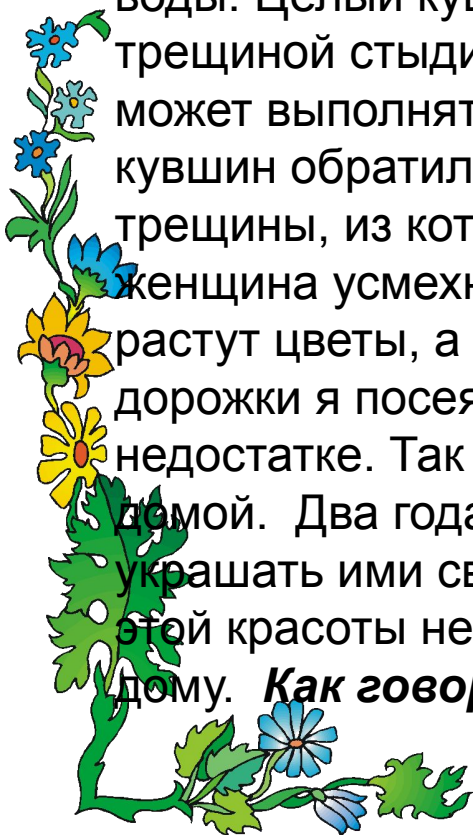 воды. Целый кув
трещиной стыди
может выполнят
кувшин обратил
трещины, из кот
женщина усмехн
растут цветы, а
дорожки я посея
недостатке. Так
домой. Два года
украшать ими св
этой красоты не
дому. Как говор